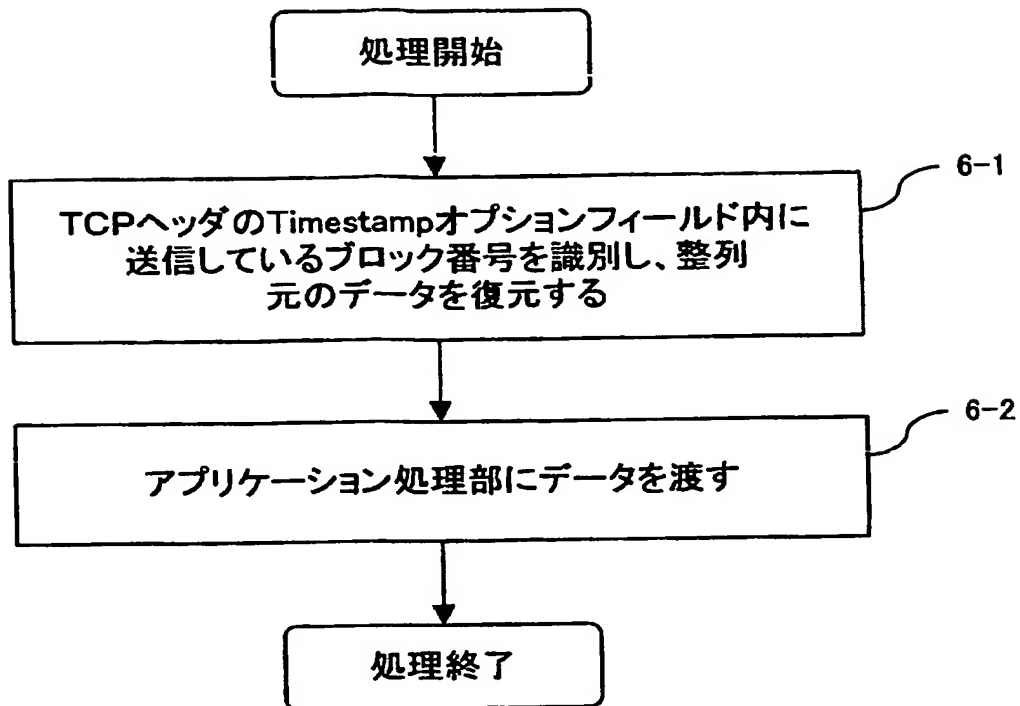 処理開始
6-1
TCPヘッダのTimestampオプションフィールド内に
送信しているブロック番号を識別し、整列
元のデータを復元する
6-2
アプリケーション処理部にデータを渡す
処理終了